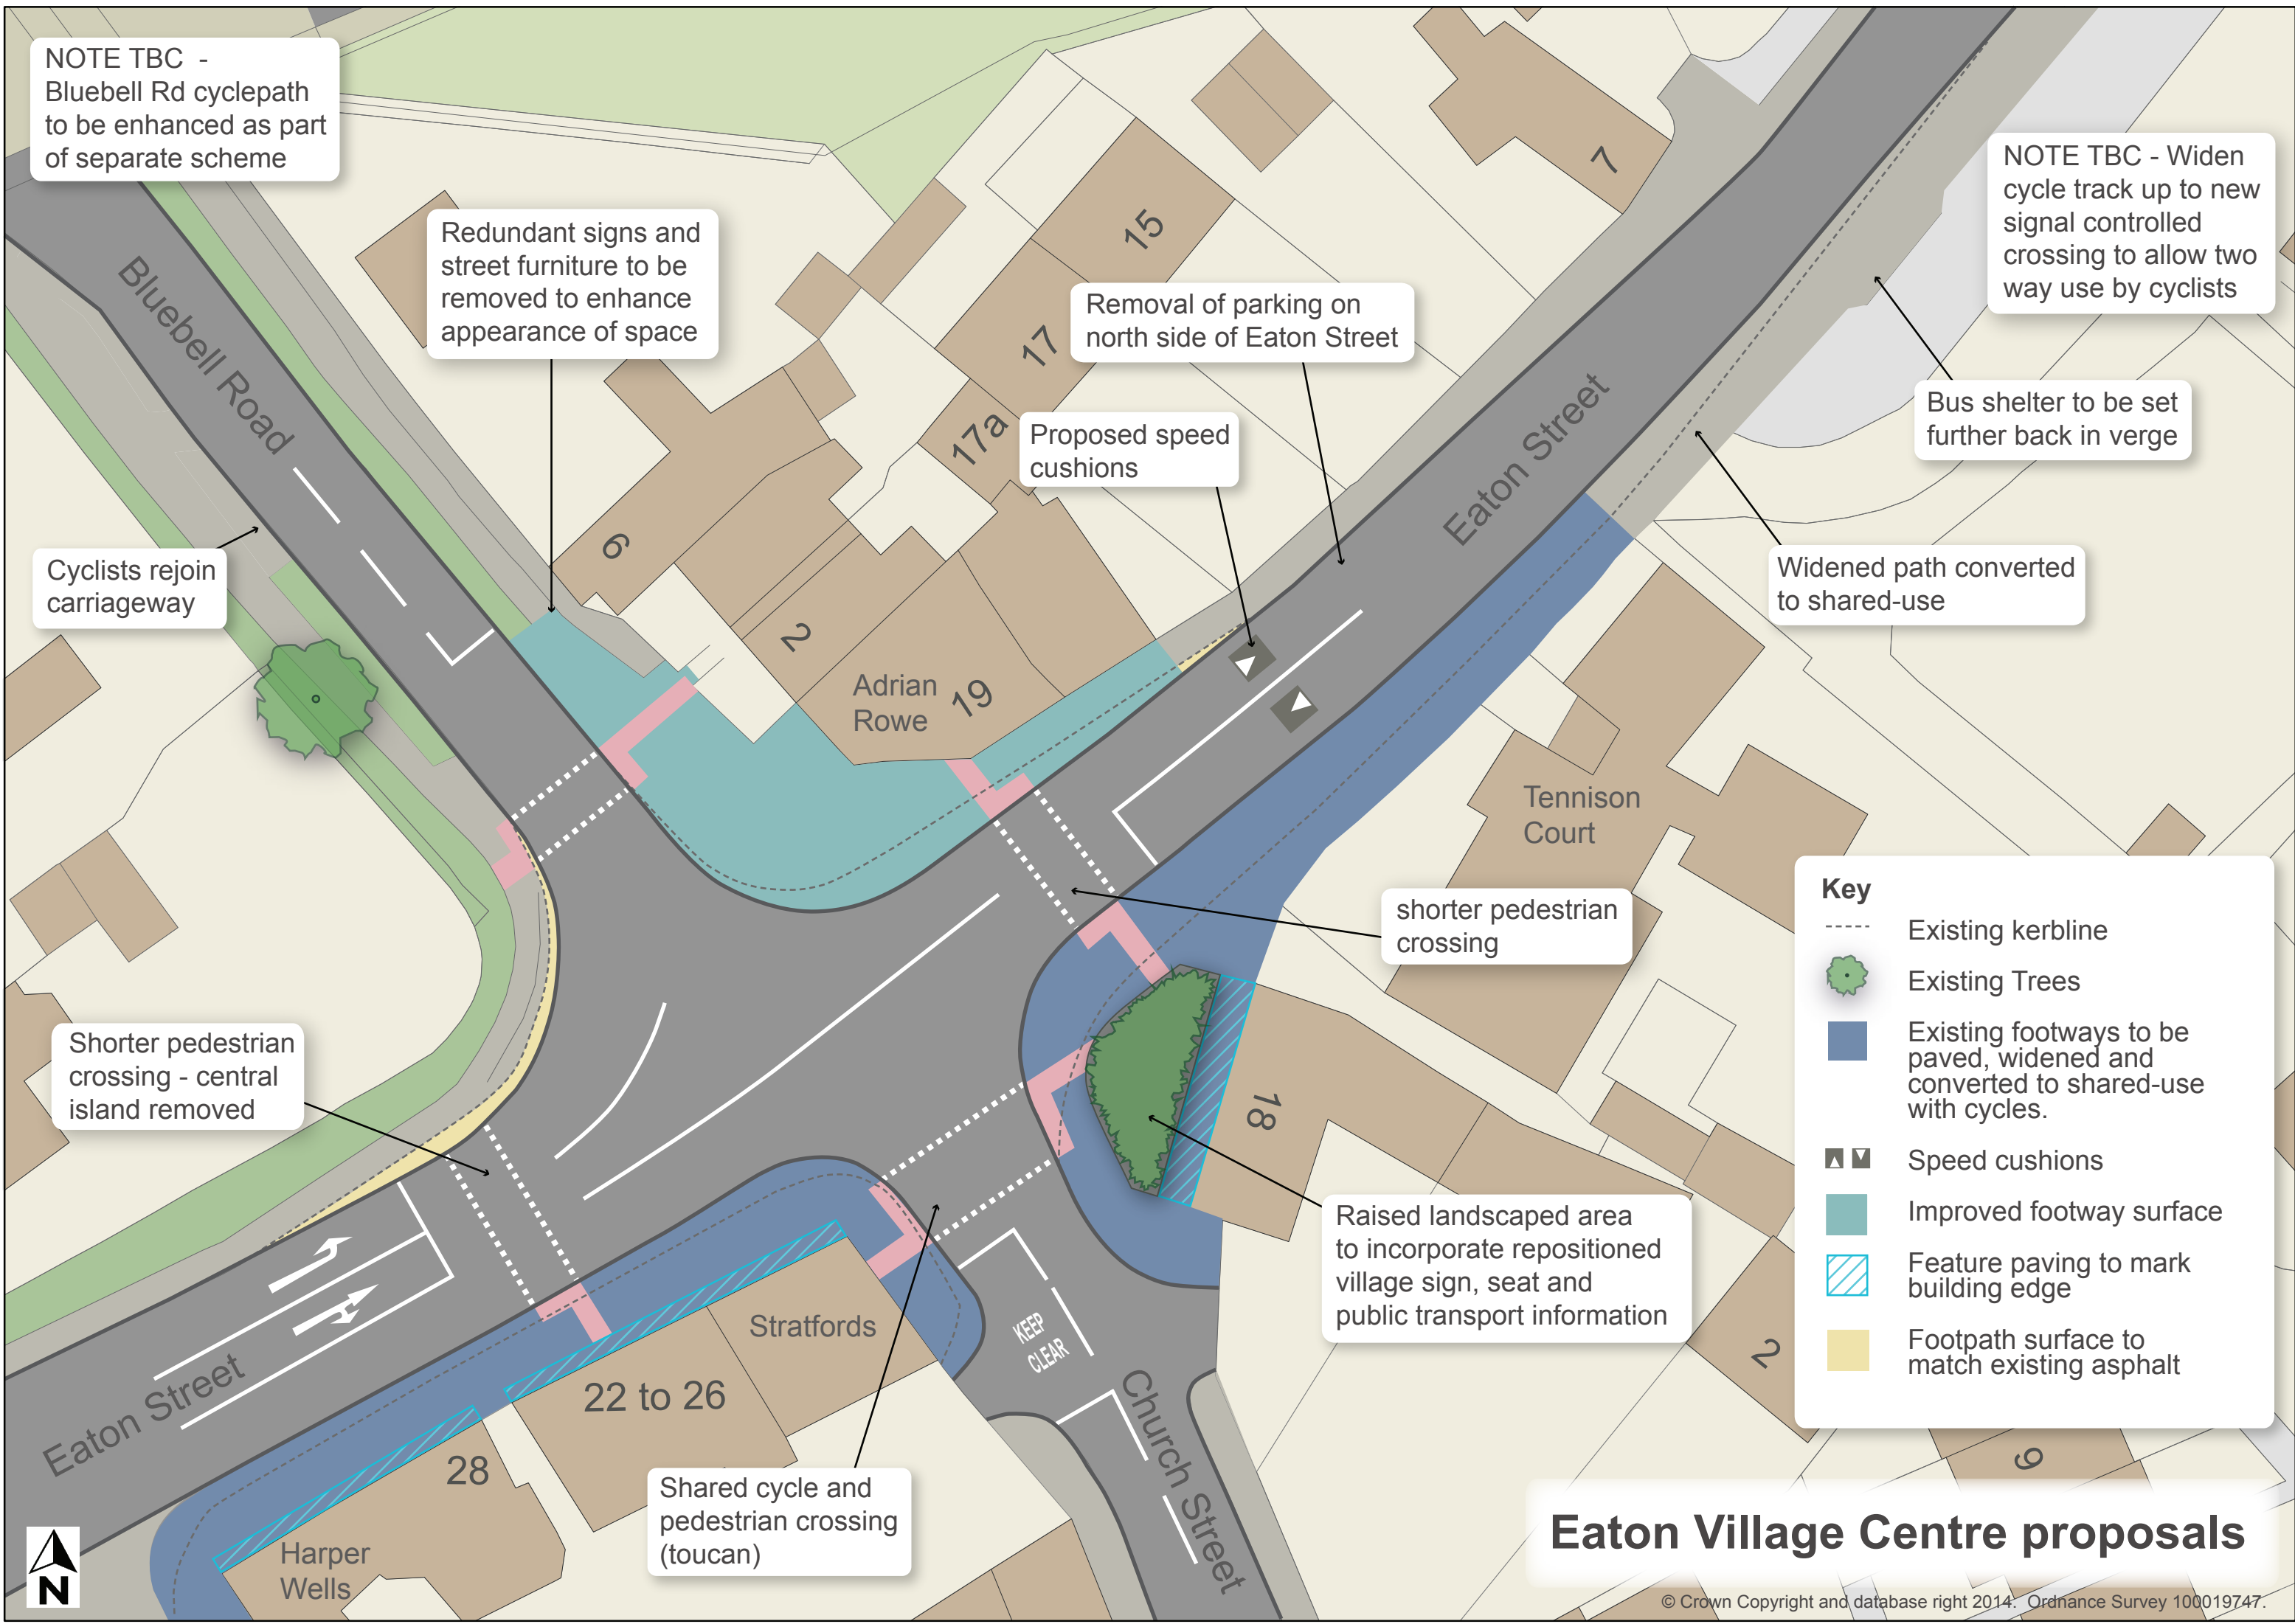 NOTE TBC -
Bluebell Rd cyclepath
to be enhanced as part
of separate scheme
Redundant signs and
street furniture to be
removed to enhance
appearance of space
NOTE TBC - Widen
cycle track up to new
signal controlled
crossing to allow two
way use by cyclists
Removal of parking on
north side of Eaton Street
Proposed speed
cushions
Bus shelter to be set
further back in verge
Widened path converted
to shared-use
Cyclists rejoin
carriageway
Bluebell Road
Eaton Street
7
15
17
17a
6
2
Adrian
Rowe
19
Tennison
Court
shorter pedestrian
crossing
Shorter pedestrian
crossing - central
island removed
18
Raised landscaped area
to incorporate repositioned
village sign, seat and
public transport information
Stratfords
22 to 26
KEEP
CLEAR
Church Street
Eaton Street
28
Harper
Wells
Shared cycle and
pedestrian crossing
(toucan)
2
9
N
Key
Existing kerbline
Existing Trees
Existing footways to be
paved, widened and
converted to shared-use
with cycles.
Speed cushions
Improved footway surface
Feature paving to mark
building edge
Footpath surface to
match existing asphalt
Eaton Village Centre proposals
© Crown Copyright and database right 2014. Ordnance Survey 100019747.